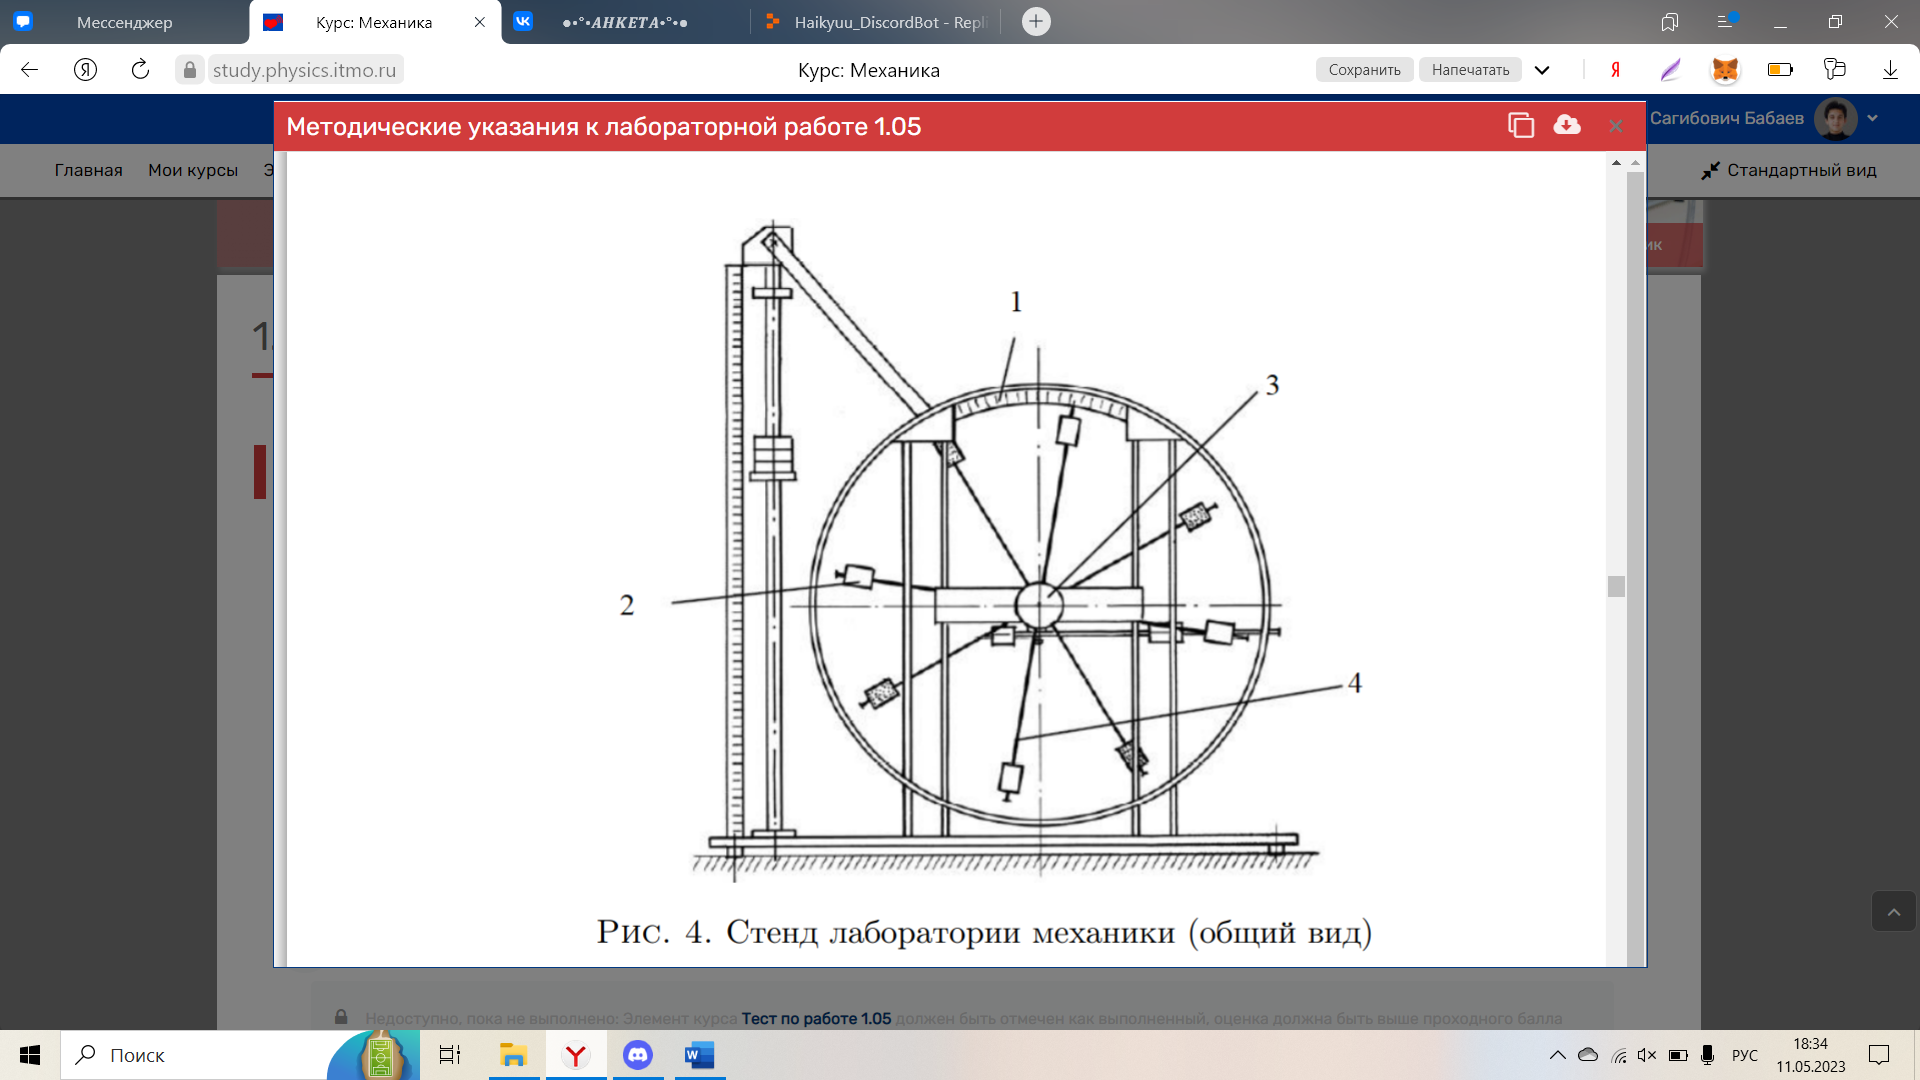 Мессенджер
Курс: Механика
●•°•АНКЕТА•°•●
Haikyuu_DiscordBot - Repli
Я
study.physics.itmo.ru
Курс: Механика
Сохранить
Напечатать
Я
Методические указания к лабораторной работе 1.05
Сагибович Бабаев
Главная
Мои курсы
Э
Стандартный вид
ик
1.
1
3
2
4
Рис. 4. Стенд лаборатории механики (общий вид)
Недоступно, пока не выполнено: Элемент курса Тест по работе 1.05 должен быть отмечен как выполненный, оценка должна быть выше проходного балла
Поиск
РУС
18:34
11.05.2023